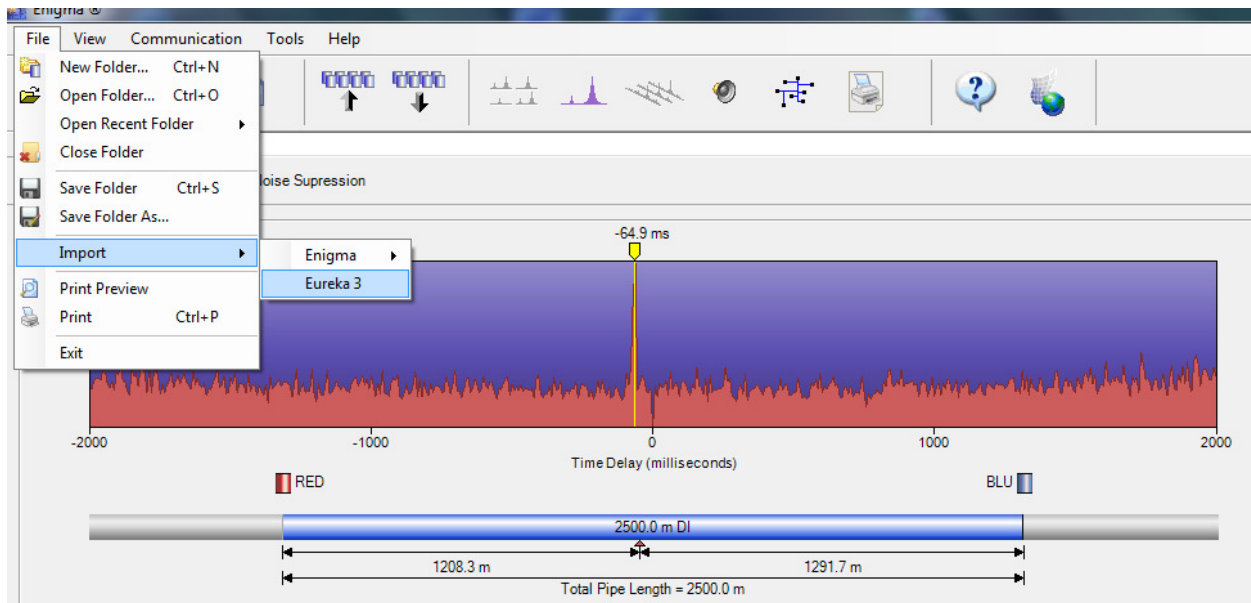 Enigma ®
File View Communication Tools Help
New Folder... Ctrl+N
Open Folder... Ctrl+O
Open Recent Folder
Close Folder
Save Folder Ctrl+S
oise Supression
Save Folder As...
-64.9 ms
Import
Enigma
Eureka 3
Print Preview
Print Ctrl+P
Exit
-2000 -1000 0 1000 2000
Time Delay (milliseconds)
RED BLU
2500.0 m DI
1208.3 m 1291.7 m
Total Pipe Length = 2500.0 m